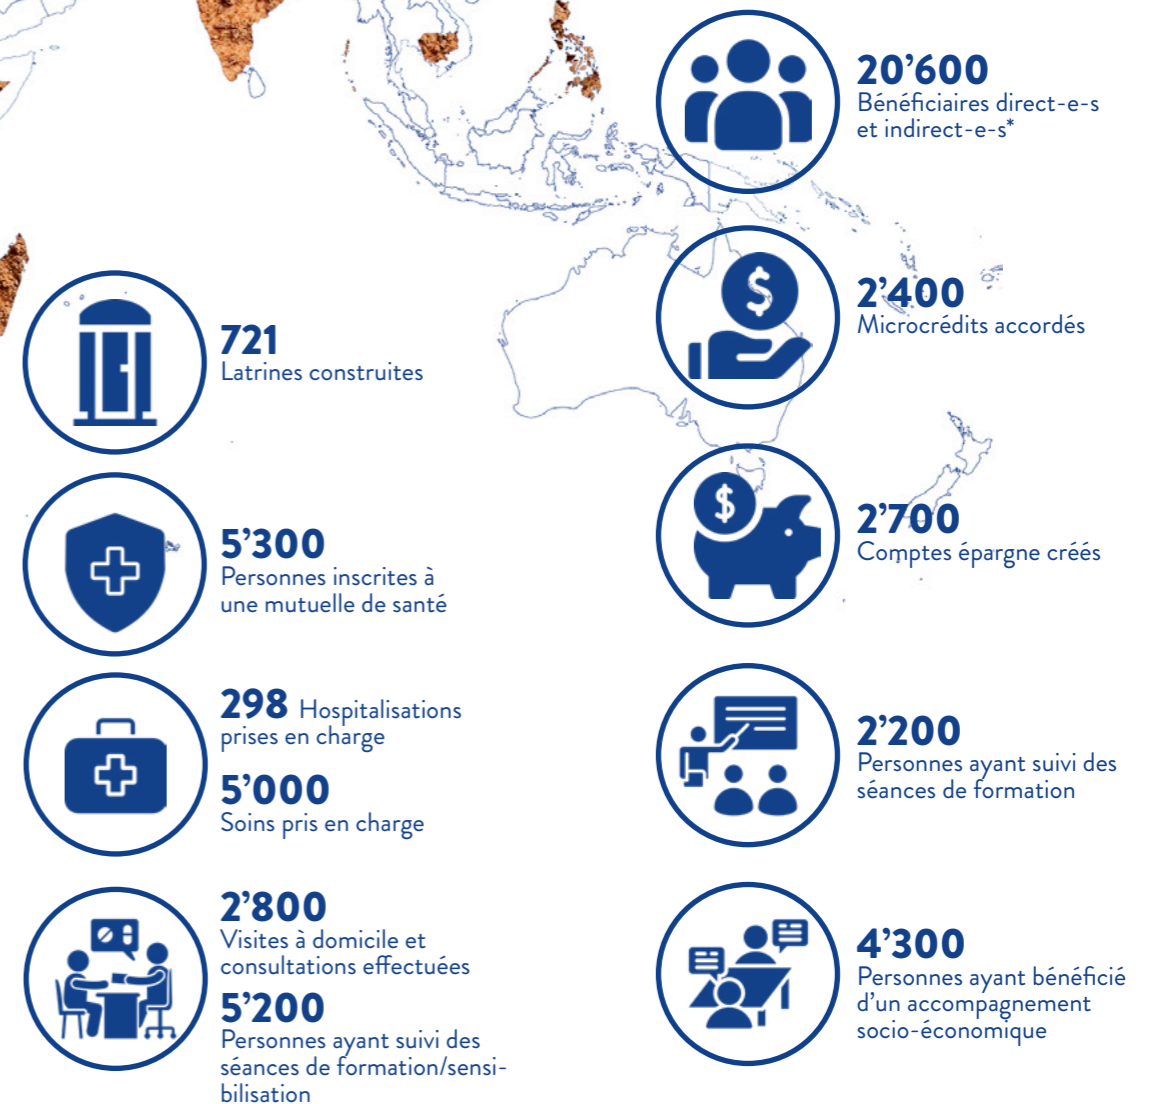 721
Latrines construites
5’300
Personnes inscrites à
une mutuelle de santé
298 Hospitalisations
prises en charge
5’000
Soins pris en charge
2’800
Visites à domicile et
consultations effectuées
5’200
Personnes ayant suivi des
séances de formation/sensi-
bilisation
20’600
Bénéficiaires direct-e-s
et indirect-e-s*
$
2’400
Microcrédits accordés
$
2’700
Comptes épargne créés
2’200
Personnes ayant suivi des
séances de formation
4’300
Personnes ayant bénéficié
d’un accompagnement
socio-économique